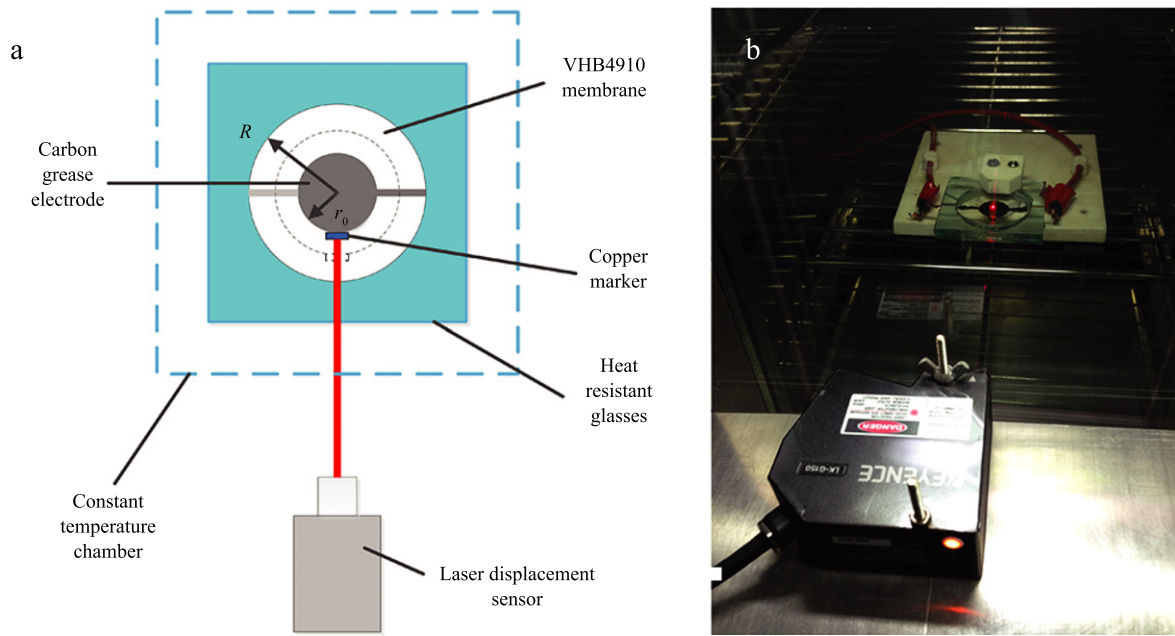 a
VHB4910
membrane
R
Carbon
grease
electrode
r0
Copper
marker
Heat
resistant
glasses
Constant
temperature
chamber
Laser displacement
sensor
b
DANGER
KEYENCE
LK-G150